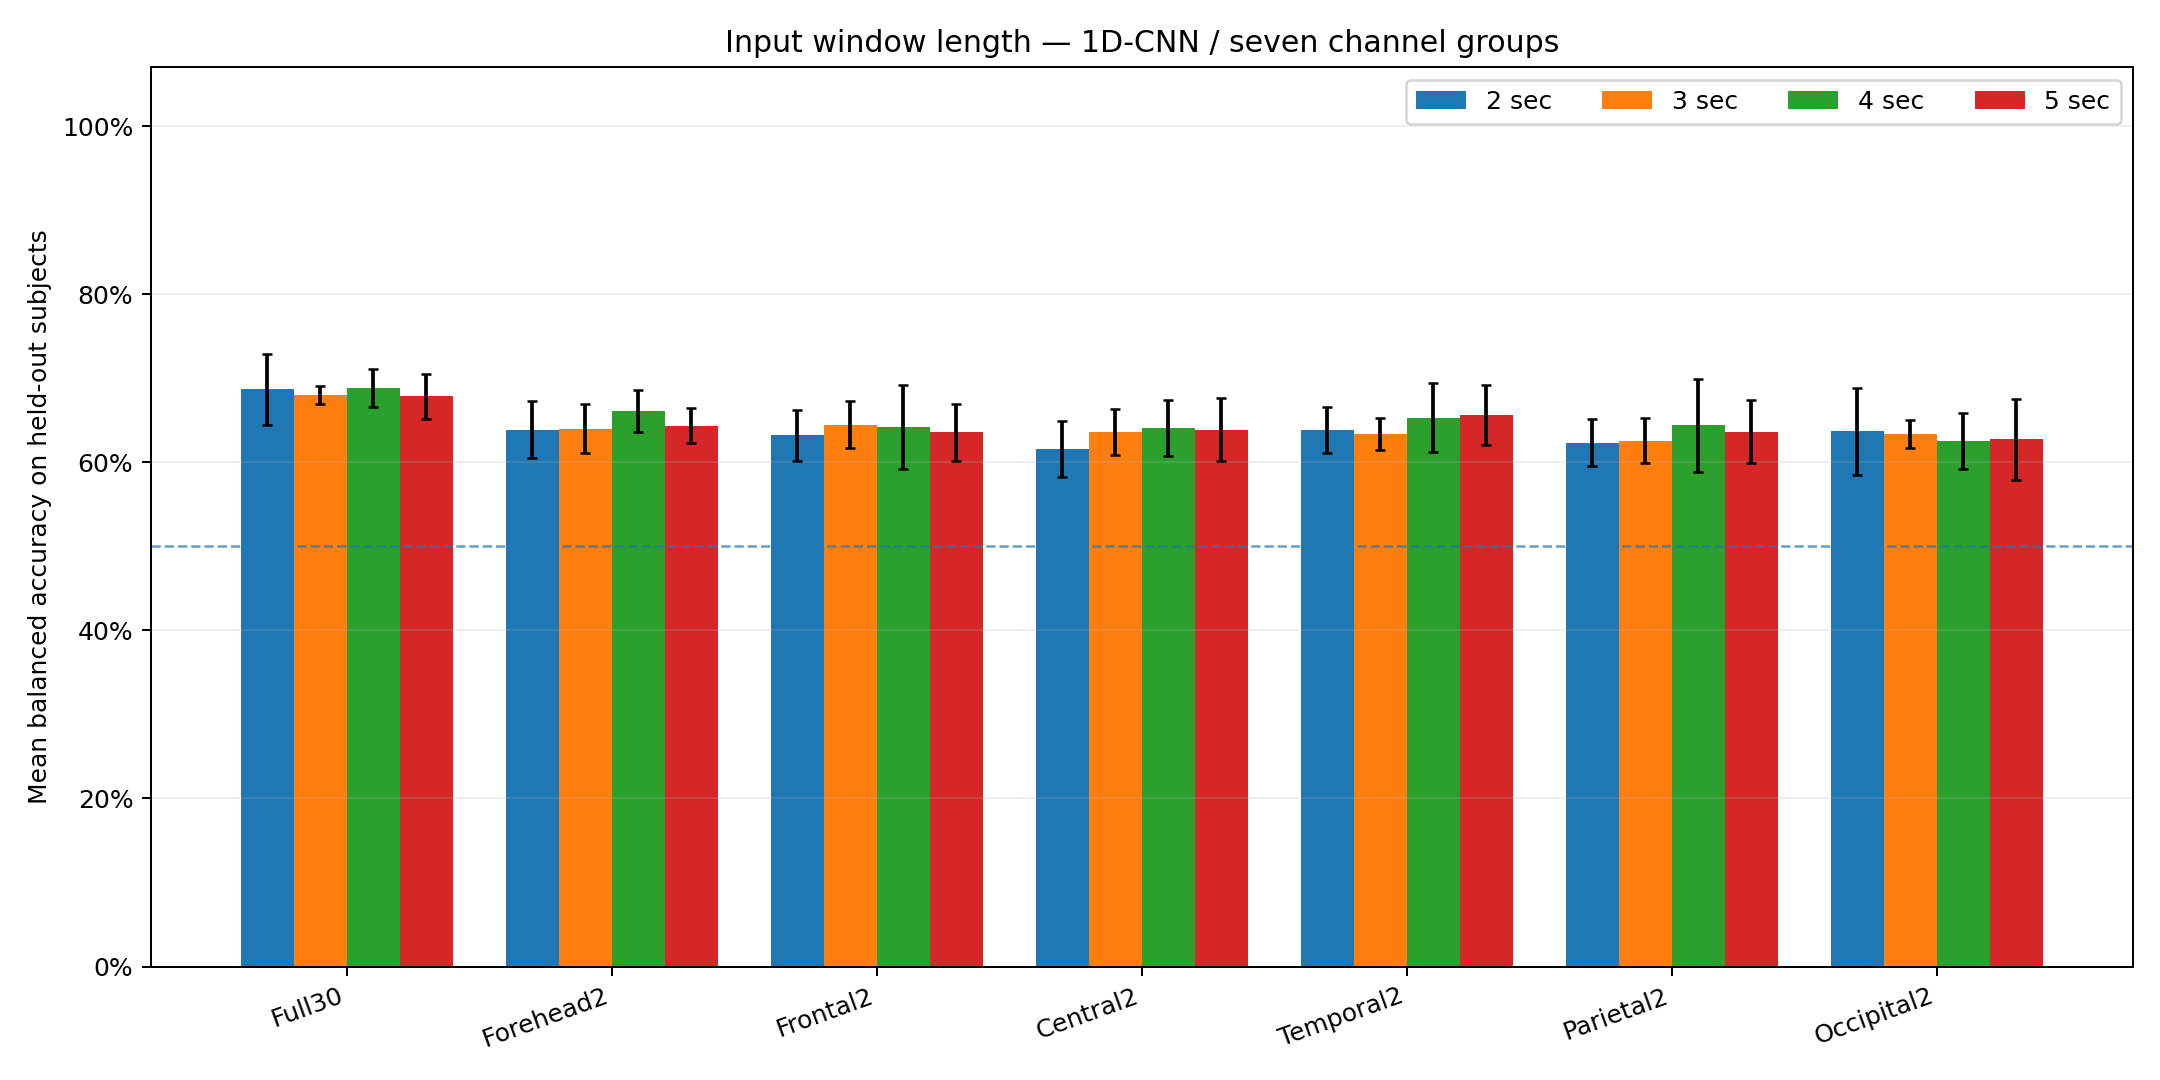 Input window length — 1D-CNN / seven channel groups
2 sec 3 sec 4 sec 5 sec
Mean balanced accuracy on held-out subjects
100%
80%
60%
40%
20%
0%
Full30 Forehead2 Frontal2 Central2 Temporal2 Parietal2 Occipital2